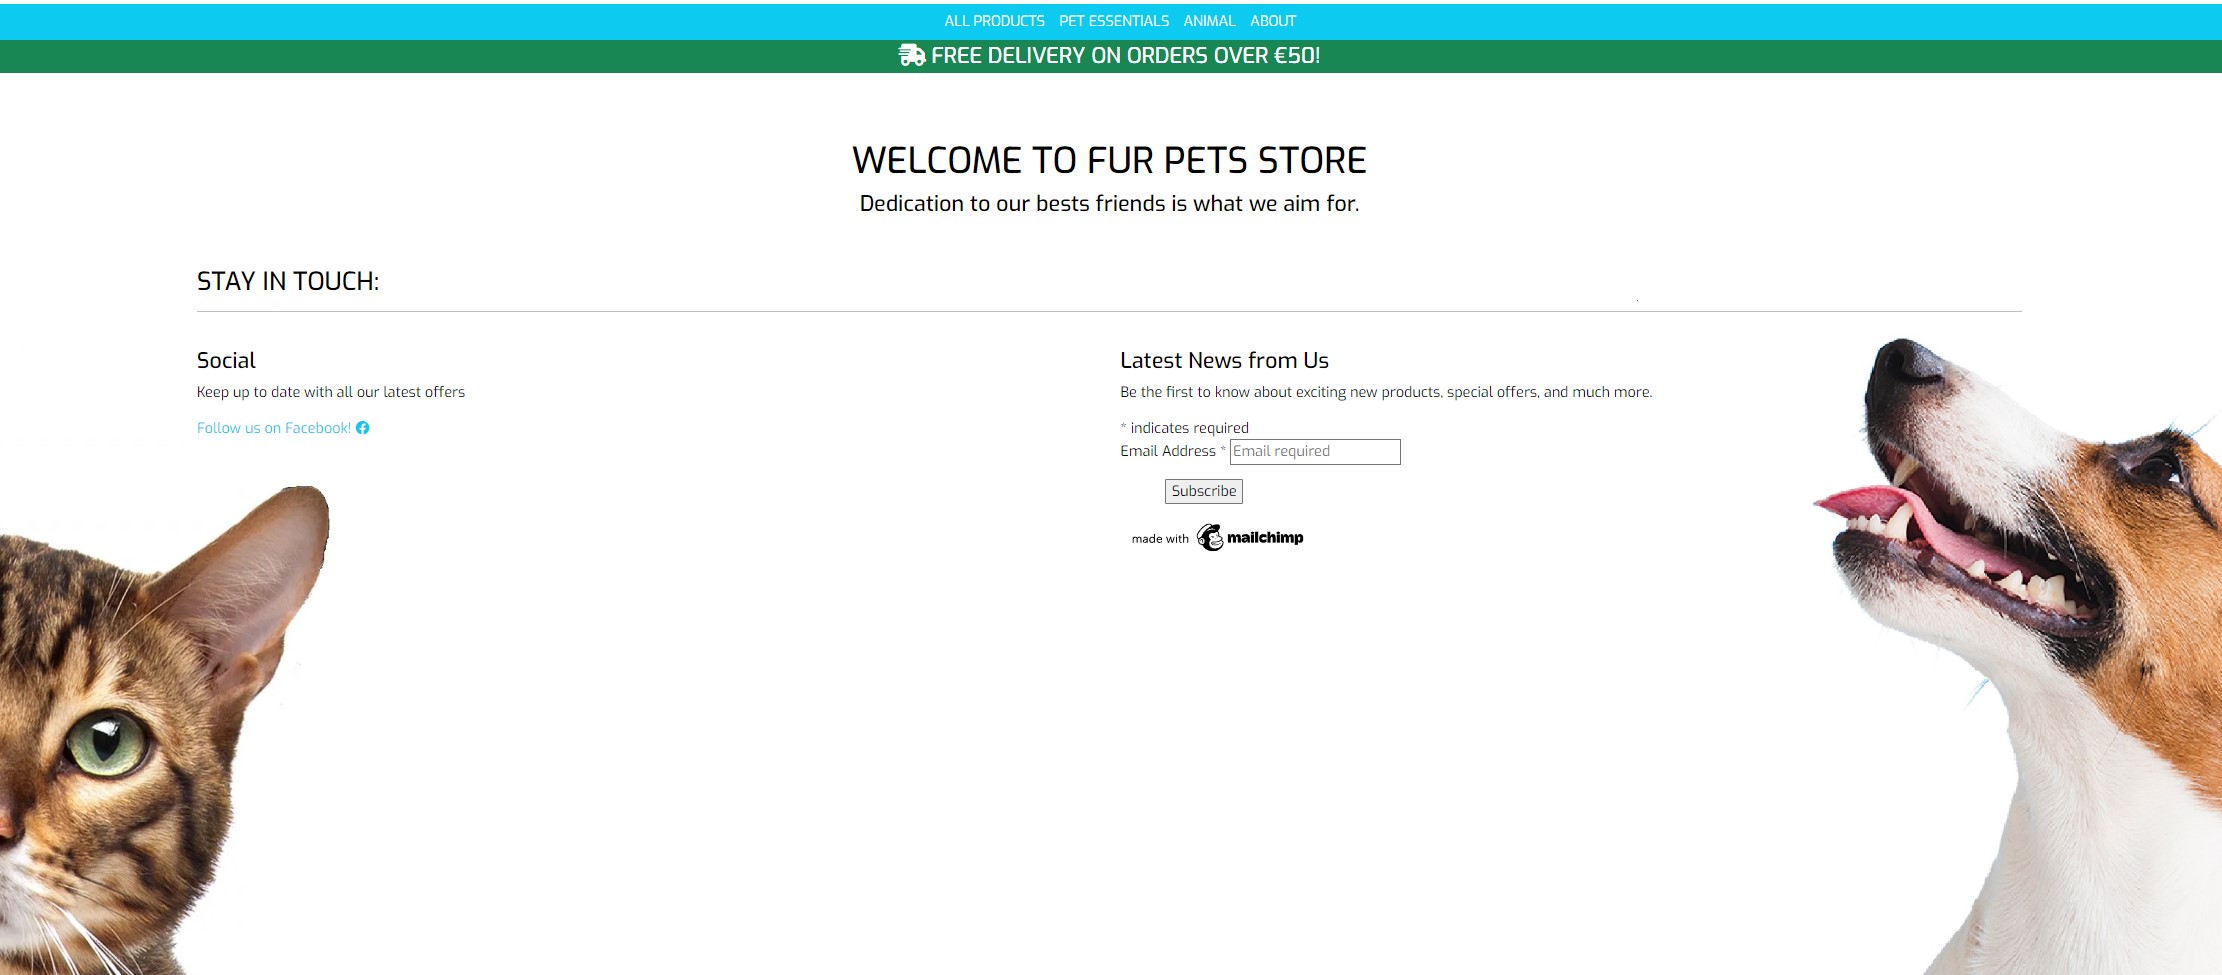 ALL PRODUCTS PET ESSENTIALS ANIMAL ABOUT
FREE DELIVERY ON ORDERS OVER €50!
WELCOME TO FUR PETS STORE
Dedication to our bests friends is what we aim for.
STAY IN TOUCH:
Social
Keep up to date with all our latest offers
Follow us on Facebook!
Latest News from Us
Be the first to know about exciting new products, special offers, and much more.
* indicates required
Email Address * Email required
Subscribe
made with mailchimp